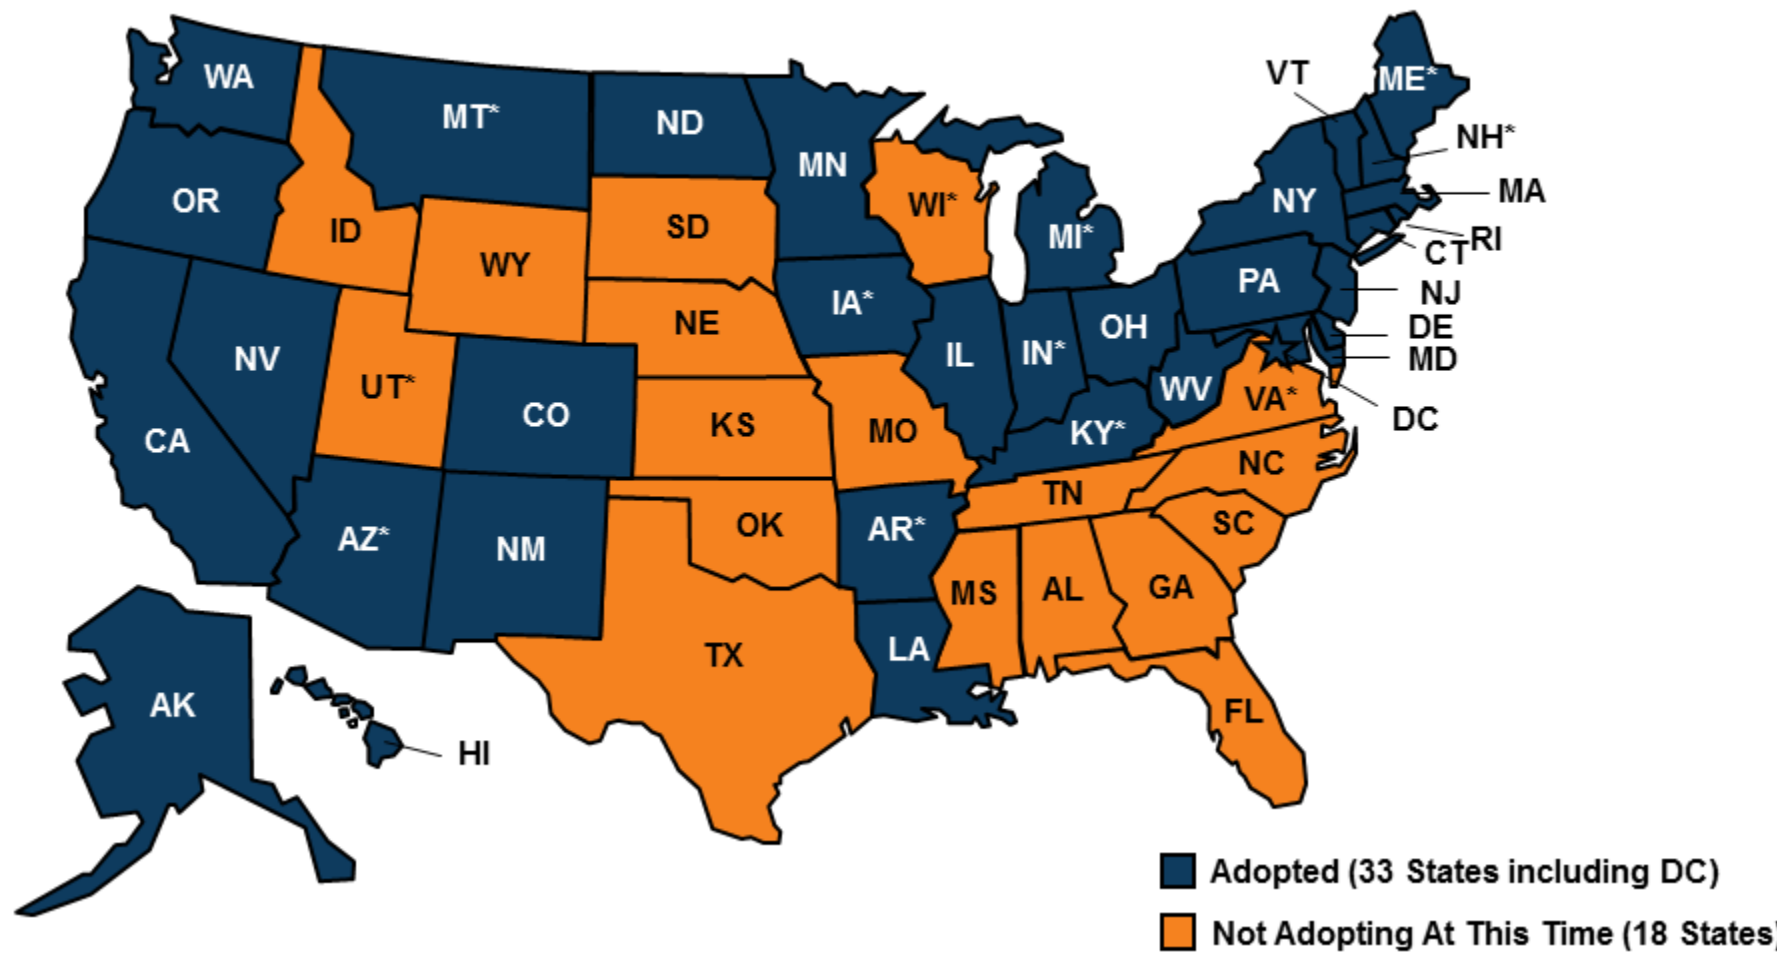 WA
MT*
ND
MN
VT
ME*
NH*
MA
OR
ID
WY
SD
WI*
MI*
NY
RI
CT
PA
NJ
NV
UT*
CO
NE
IA*
IL
IN*
OH
DE
MD
WV
VA*
DC
CA
KS
MO
KY*
NC
TN
AZ*
NM
OK
AR*
SC
MS
AL
GA
TX
LA
FL
AK
HI
Adopted (33 States including DC)
Not Adopting At This Time (18 States)